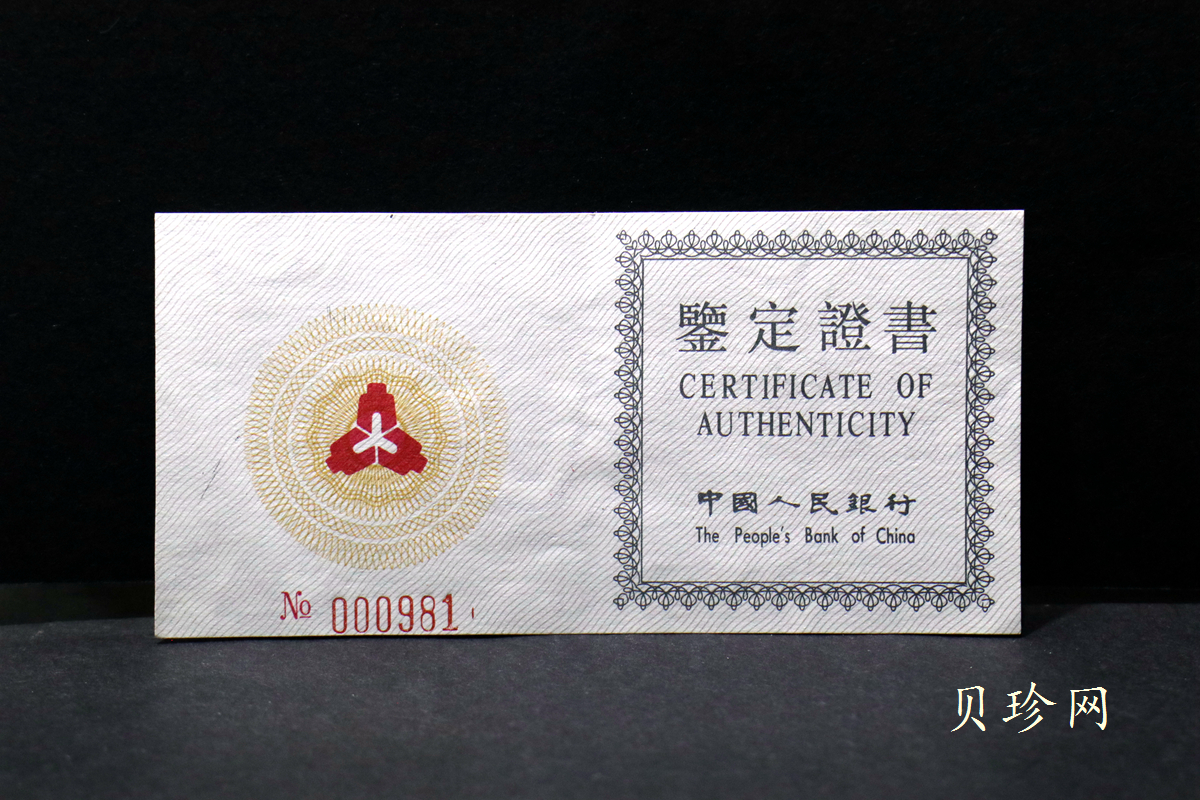 鑒定證書
CERTIFICATE OF
AUTHENTICITY
中國人民銀行
The People's Bank of China
№ 000981
贝珍网